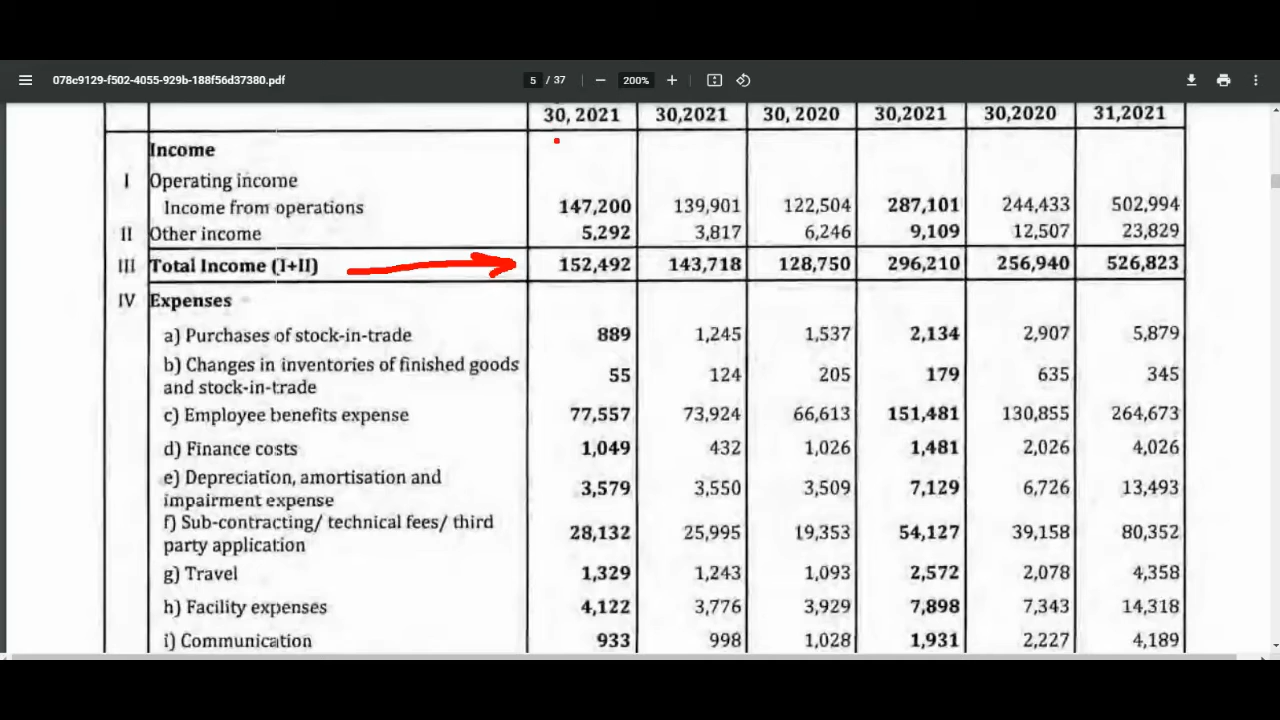 078c9129-f502-4055-929b-188f56d37380.pdf 5 / 37 200%
30, 2021 30,2021 30, 2020 30,2021 30,2020 31,2021
Income
I Operating income
Income from operations 147,200 139,901 122,504 287,101 244,433 502,994
II Other income 5,292 3,817 6,246 9,109 12,507 23,829
III Total Income (I+II) 152,492 143,718 128,750 296,210 256,940 526,823
IV Expenses
a) Purchases of stock-in-trade 889 1,245 1,537 2,134 2,907 5,879
b) Changes in inventories of finished goods
and stock-in-trade 55 124 205 179 635 345
c) Employee benefits expense 77,557 73,924 66,613 151,481 130,855 264,673
d) Finance costs 1,049 432 1,026 1,481 2,026 4,026
e) Depreciation, amortisation and
impairment expense 3,579 3,550 3,509 7,129 6,726 13,493
f) Sub-contracting/ technical fees/ third
party application 28,132 25,995 19,353 54,127 39,158 80,352
g) Travel 1,329 1,243 1,093 2,572 2,078 4,358
h) Facility expenses 4,122 3,776 3,929 7,898 7,343 14,318
i) Communication 933 998 1,028 1,931 2,227 4,189